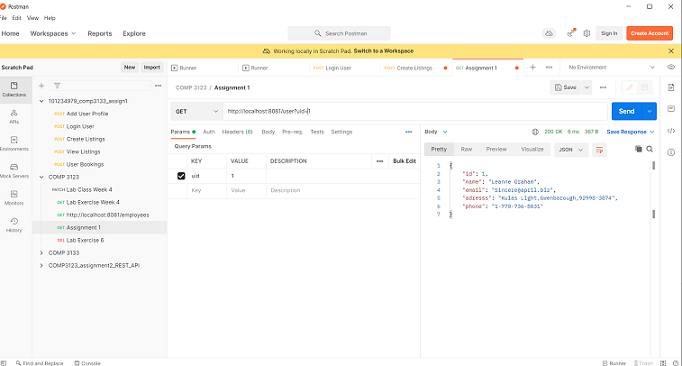 Postman
File Edit View Help
Home Workspaces Reports Explore
Search Postman
Sign In Create Account
Working locally in Scratch Pad. Switch to a Workspace
Scratch Pad New Import
Runner Runner POST Login User POST Create Listings GET Assignment 1
No Environment
Collections
APIs
Environments
Mock Servers
Monitors
History
101234979_comp3133_assign1
POST Add User Profile
POST Login User
POST Create Listings
POST View Listings
POST User Bookings
COMP 3123
PATCH Lab Class Week 4
GET Lab Exercise Week 4
GET http://localhost:8081/employees
GET Assignment 1
DEL Lab Exercise 6
COMP 3133
COMP3123_assignment2_REST_API
COMP 3123 / Assignment 1
Save
GET http://localhost:8081/user?uid=1
Send
Params Auth Headers (6) Body Pre-req. Tests Settings
Query Params
KEY VALUE DESCRIPTION Bulk Edit
uid 1
Key Value Description
Body 200 OK 6 ms 367 B Save Response
Pretty Raw Preview Visualize JSON
1 {
2 "id": 1,
3 "name": "Leanne Graham",
4 "email": "Sincere@april.biz",
5 "adresss": "Kulas Light,Gwenborough,92998-3874",
6 "phone": "1-770-736-8031"
7 }
Find and Replace Console
Runner Trash